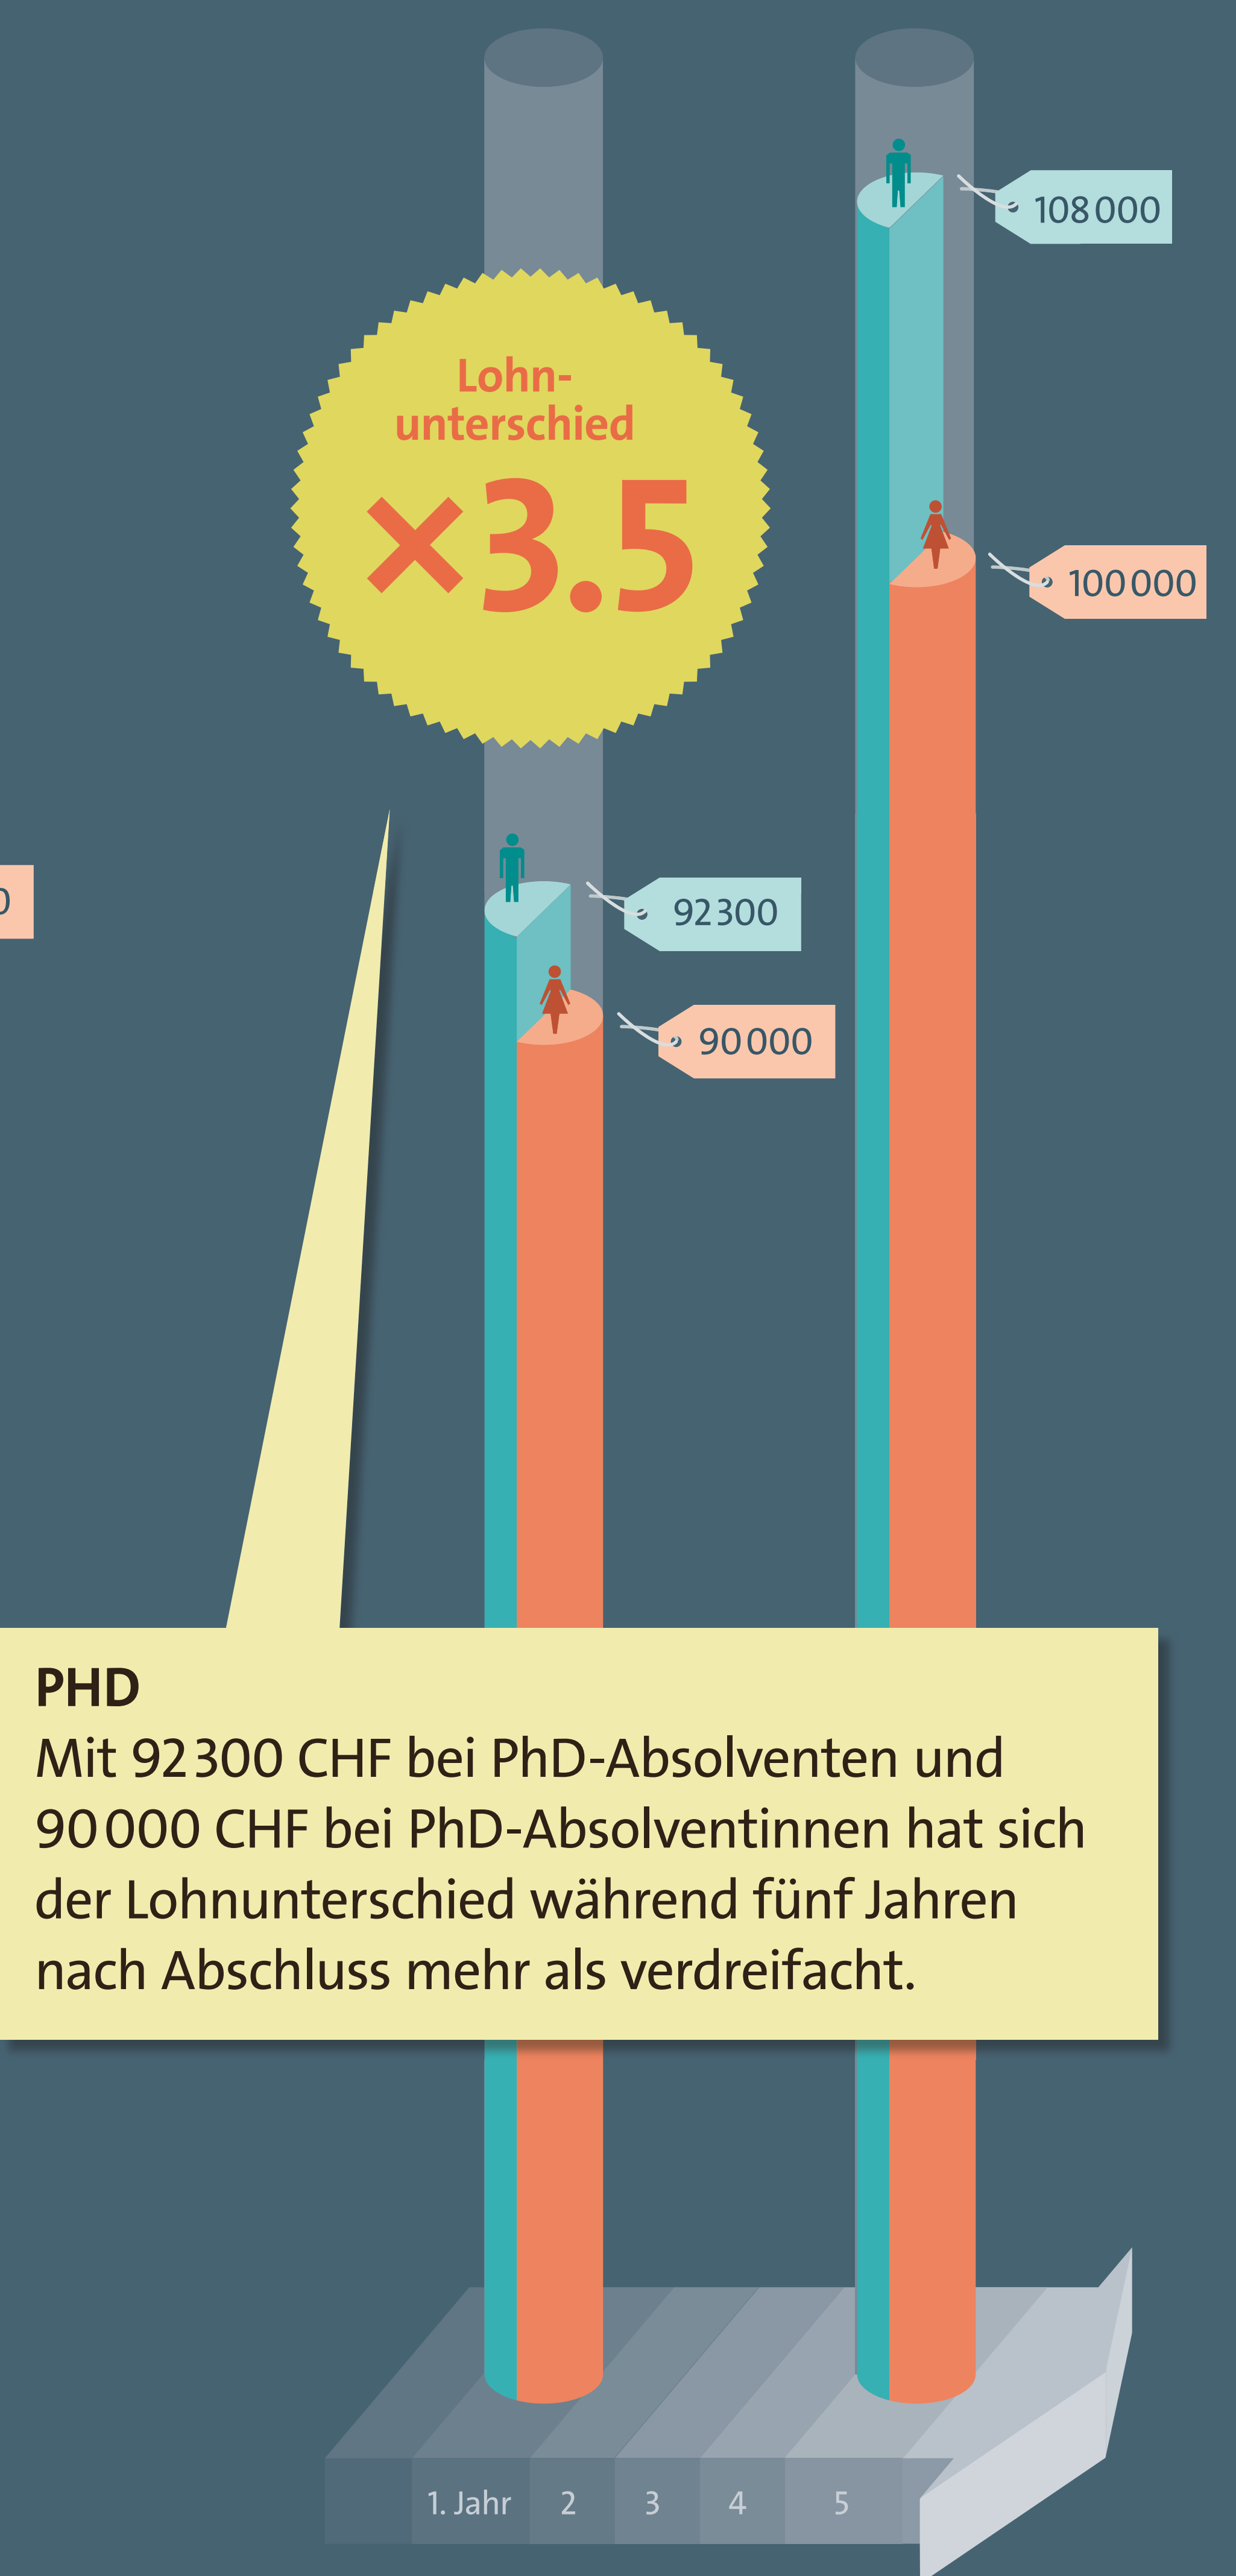 108 000
Lohn-
unterschied
×3.5
100 000
0
92 300
90 000
PHD
Mit 92 300 CHF bei PhD-Absolventen und
90 000 CHF bei PhD-Absolventinnen hat sich
der Lohnunterschied während fünf Jahren
nach Abschluss mehr als verdreifacht.
1. Jahr 2 3 4 5